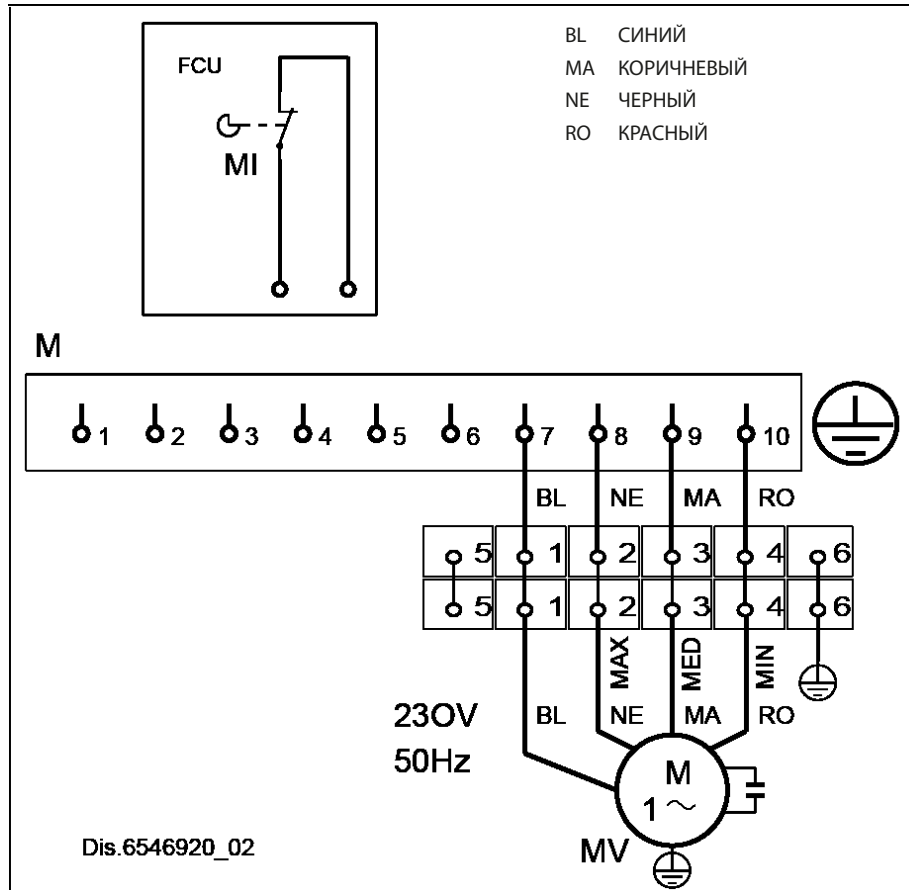 FCU
MI
BL СИНИЙ
MA КОРИЧНЕВЫЙ
NE ЧЕРНЫЙ
RO КРАСНЫЙ
M
1 2 3 4 5 6 7 8 9 10
BL NE MA RO
5 1 2 3 4 6
5 1 2 3 4 6
MAX MED MIN
230V
50Hz
BL NE MA RO
M
1 ~
MV
Dis.6546920_02